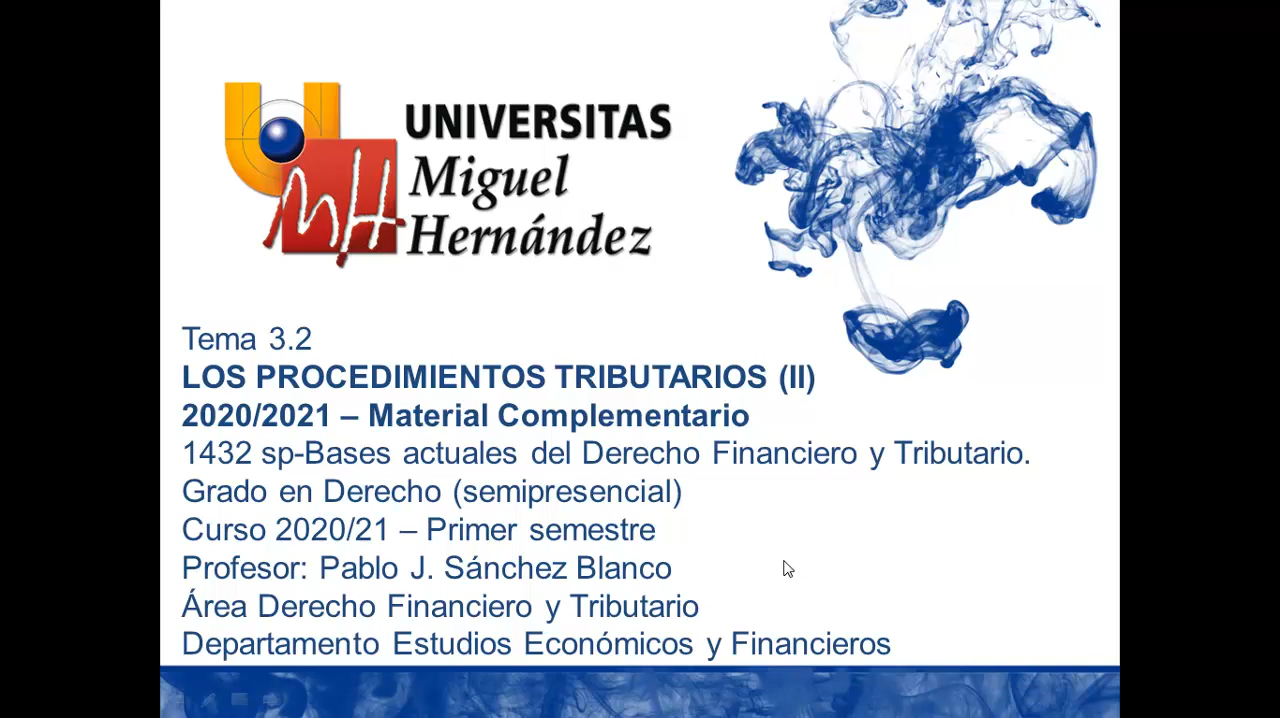 UNIVERSITAS
Miguel
Hernández
Tema 3.2
LOS PROCEDIMIENTOS TRIBUTARIOS (II)
2020/2021 – Material Complementario
1432 sp-Bases actuales del Derecho Financiero y Tributario.
Grado en Derecho (semipresencial)
Curso 2020/21 – Primer semestre
Profesor: Pablo J. Sánchez Blanco
Área Derecho Financiero y Tributario
Departamento Estudios Económicos y Financieros